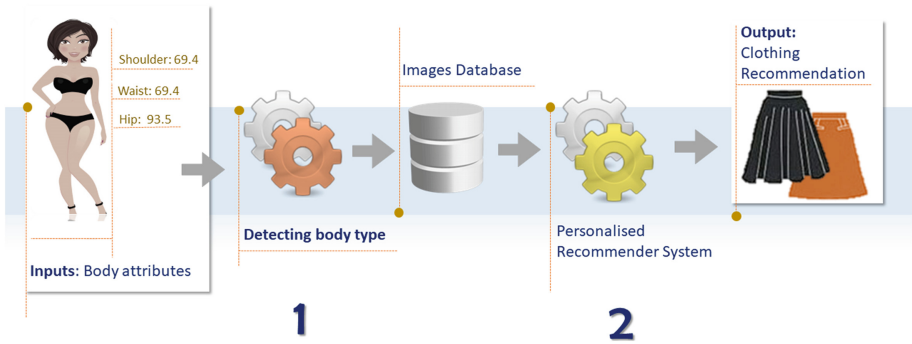 Shoulder: 69.4
Waist: 69.4
Hip: 93.5
Inputs: Body attributes
Detecting body type
1
Images Database
Personalised
Recommender System
2
Output:
Clothing
Recommendation